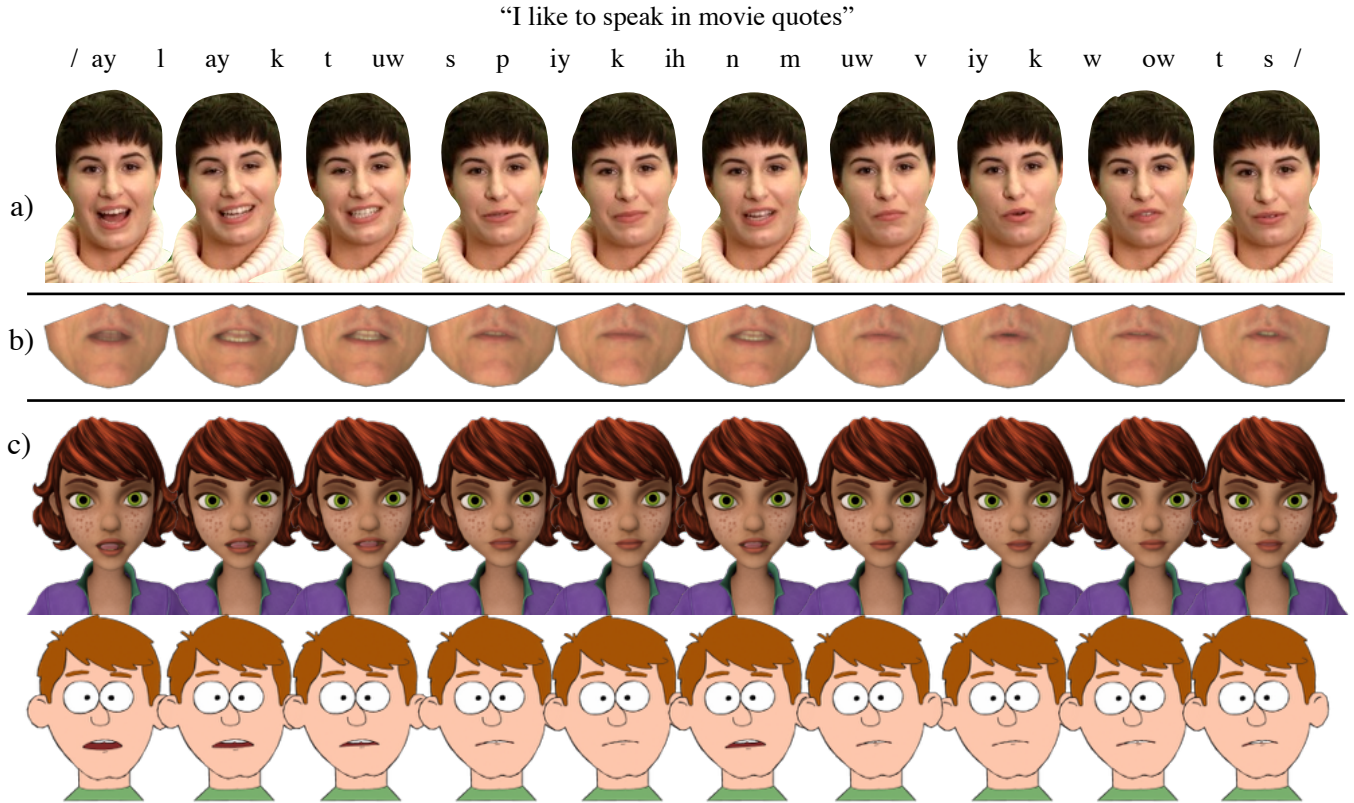 “I like to speak in movie quotes”
/ ay l ay k t uw s p iy k ih n m uw v iy k w ow t s /
a)
b)
c)